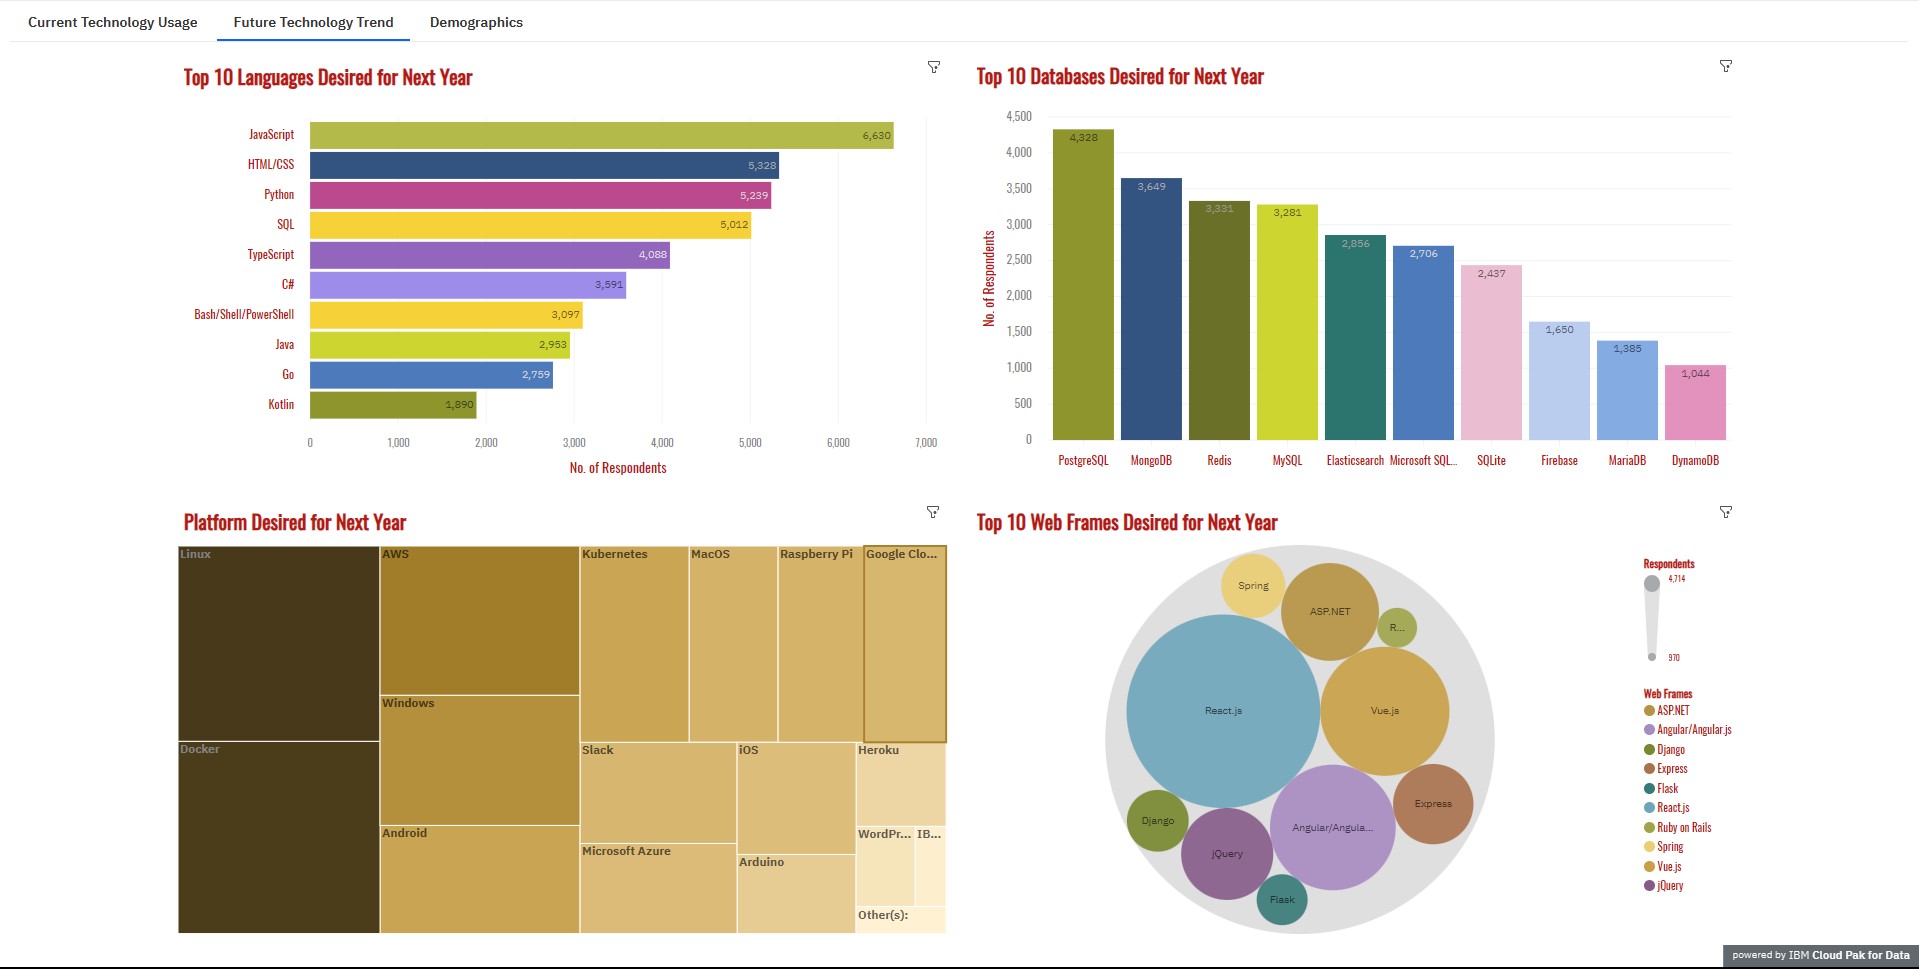 Current Technology Usage
Future Technology Trend
Demographics
Top 10 Languages Desired for Next Year
JavaScript
6,630
HTML/CSS
5,328
Python
5,239
SQL
5,012
TypeScript
4,088
C#
3,591
Bash/Shell/PowerShell
3,097
Java
2,953
Go
2,759
Kotlin
1,890
0 1,000 2,000 3,000 4,000 5,000 6,000 7,000
No. of Respondents
Top 10 Databases Desired for Next Year
No. of Respondents
4,500
4,000
3,500
3,000
2,500
2,000
1,500
1,000
500
0
4,328
3,649
3,331
3,281
2,856
2,706
2,437
1,650
1,385
1,044
PostgreSQL MongoDB Redis MySQL Elasticsearch Microsoft SQL... SQLite Firebase MariaDB DynamoDB
Platform Desired for Next Year
Linux
AWS
Kubernetes
MacOS
Raspberry Pi
Google Clo...
Windows
Docker
Slack
iOS
Heroku
Android
WordPr...
IB...
Microsoft Azure
Arduino
Other(s):
Top 10 Web Frames Desired for Next Year
Spring
ASP.NET
R...
React.js
Vue.js
Express
Django
Angular/Angula...
jQuery
Flask
Respondents
4,714
970
Web Frames
ASP.NET
Angular/Angular.js
Django
Express
Flask
React.js
Ruby on Rails
Spring
Vue.js
jQuery
powered by IBM Cloud Pak for Data